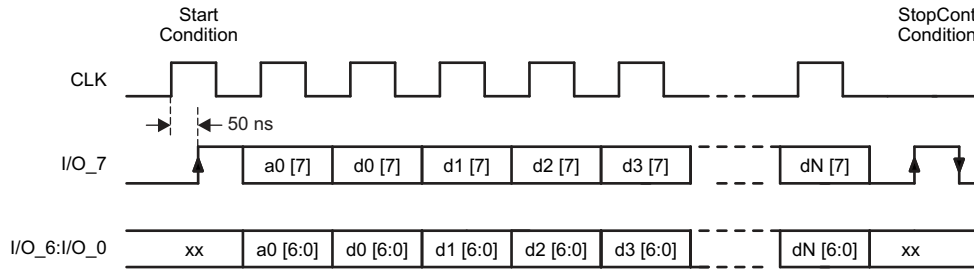 Start
Condition
StopCont
Condition
CLK
50 ns
I/O_7
a0 [7] d0 [7] d1 [7] d2 [7] d3 [7] dN [7]
I/O_6:I/O_0
xx a0 [6:0] d0 [6:0] d1 [6:0] d2 [6:0] d3 [6:0] dN [6:0] xx